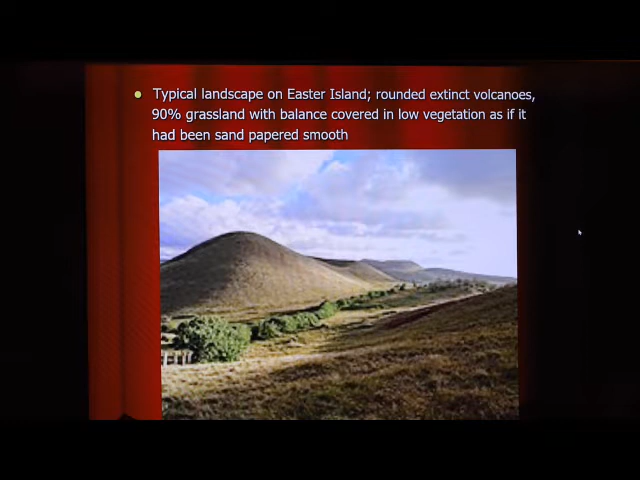 Typical landscape on Easter Island; rounded extinct volcanoes,
90% grassland with balance covered in low vegetation as if it
had been sand papered smooth